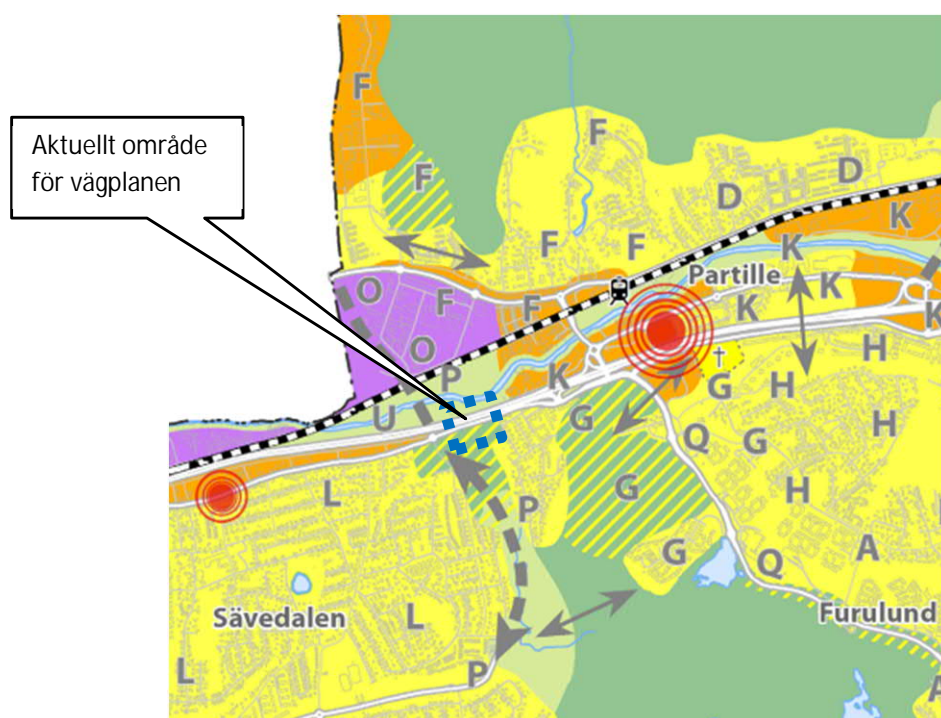 Aktuellt område
för vägplanen
F
F
F
D
D
F
F
K
K
Partille
O
F
F
K
K
K
O
P
H
K
G
H
H
U
G
Q
G
L
G
H
P
G
Q
A
Sävedalen
L
Furulund
L
P
A